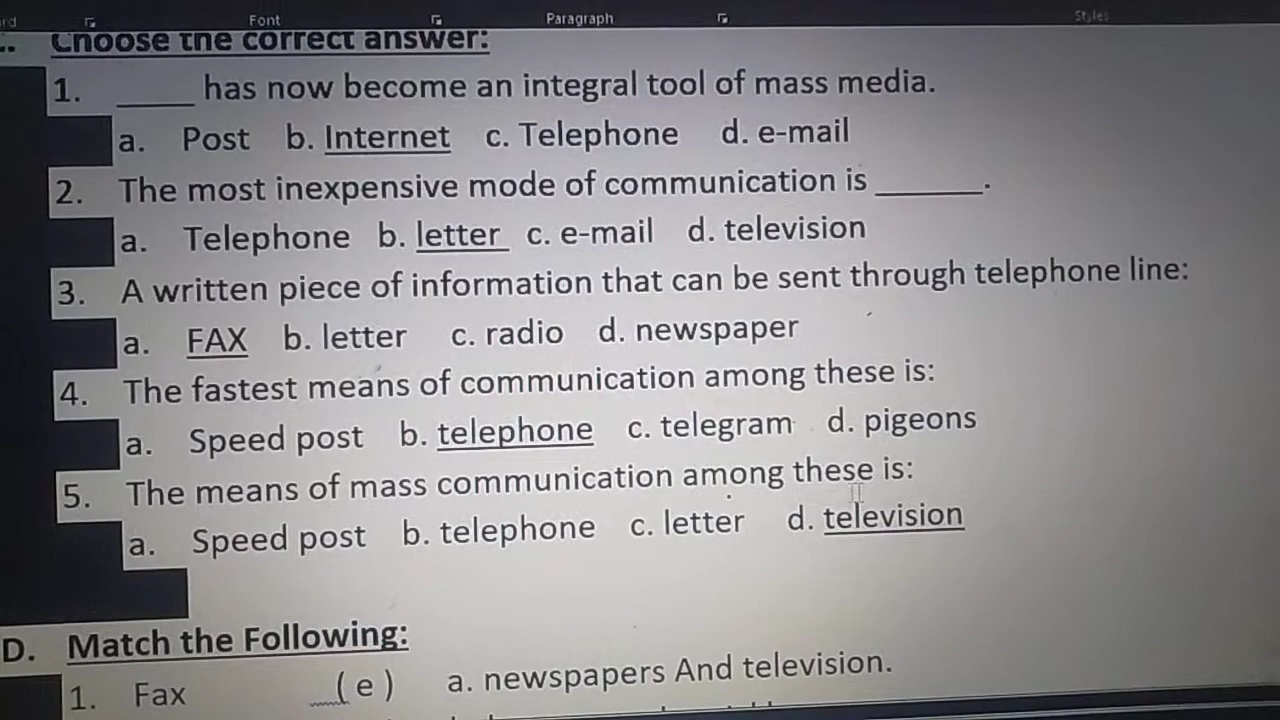 Font Paragraph Styles
Choose the correct answer:
1. _____ has now become an integral tool of mass media.
a. Post b. Internet c. Telephone d. e-mail
2. The most inexpensive mode of communication is _______.
a. Telephone b. letter c. e-mail d. television
3. A written piece of information that can be sent through telephone line:
a. FAX b. letter c. radio d. newspaper
4. The fastest means of communication among these is:
a. Speed post b. telephone c. telegram d. pigeons
5. The means of mass communication among these is:
a. Speed post b. telephone c. letter d. television
D. Match the Following:
1. Fax __( e ) a. newspapers And television.